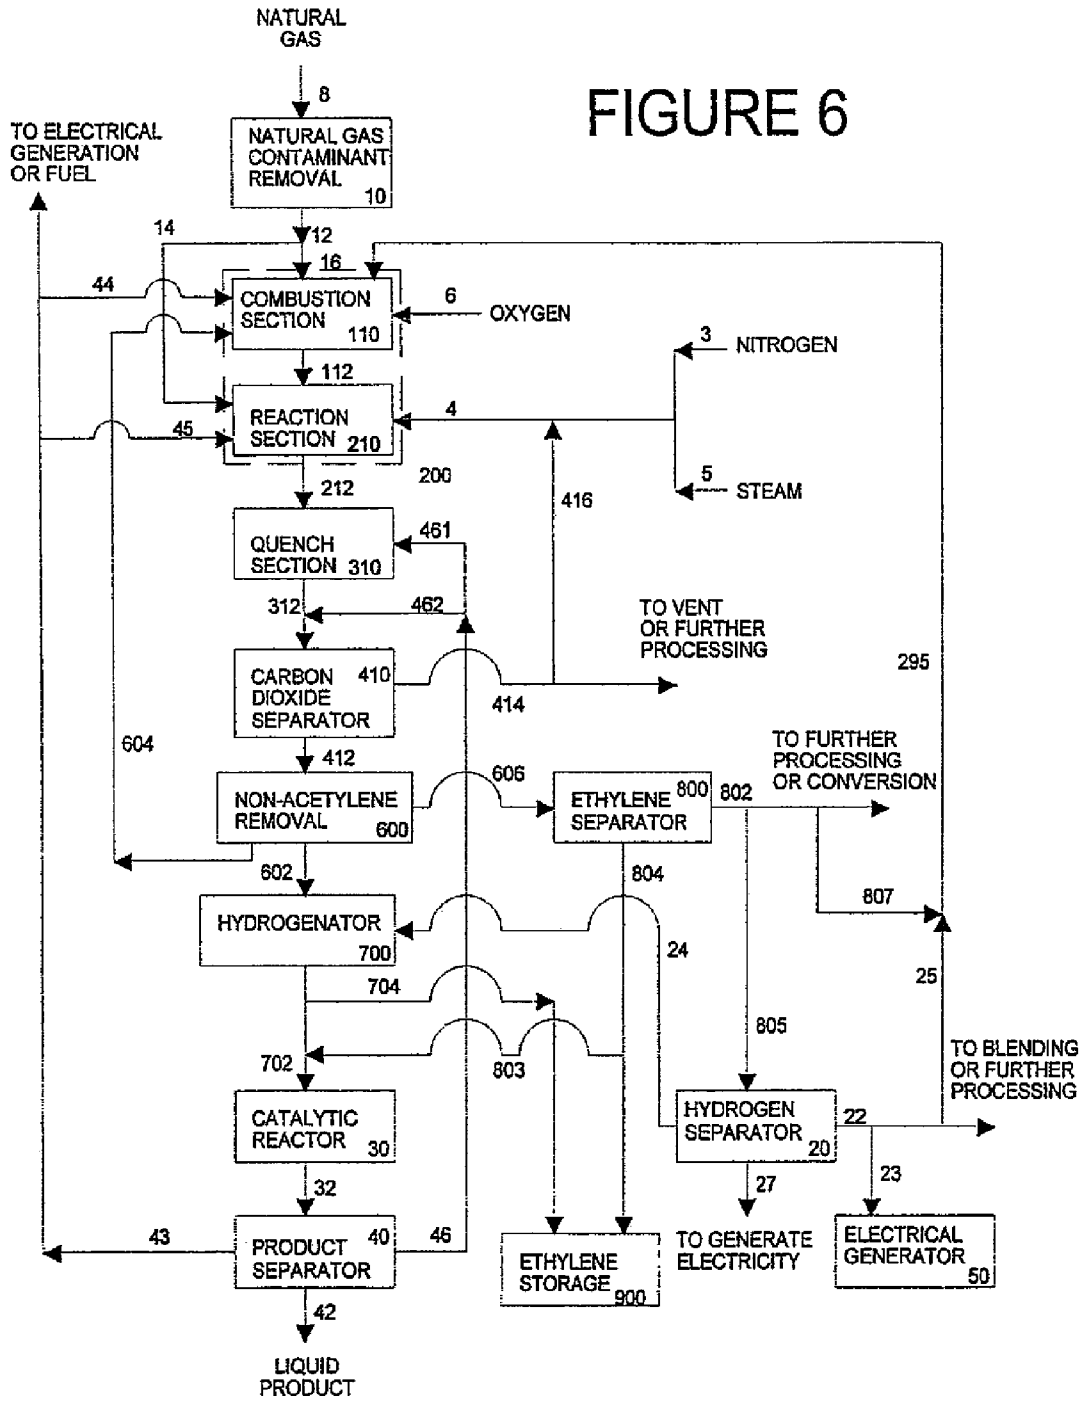 NATURAL
GAS
8
FIGURE 6
TO ELECTRICAL
GENERATION
OR FUEL
NATURAL GAS
CONTAMINANT
REMOVAL
10
14
12
16
44
COMBUSTION
SECTION
110
6
OXYGEN
3
NITROGEN
112
REACTION
SECTION
210
4
45
200
5
STEAM
212
416
QUENCH
SECTION
310
461
312
462
TO VENT
OR FURTHER
PROCESSING
295
CARBON
DIOXIDE
SEPARATOR
410
414
604
412
606
TO FURTHER
PROCESSING
OR CONVERSION
NON-ACETYLENE
REMOVAL
600
ETHYLENE
SEPARATOR
800
802
602
804
807
HYDROGENATOR
700
24
25
704
805
702
803
TO BLENDING
OR FURTHER
PROCESSING
CATALYTIC
REACTOR
30
HYDROGEN
SEPARATOR
20
22
32
27
23
43
PRODUCT
SEPARATOR
40
46
ETHYLENE
STORAGE
900
TO GENERATE
ELECTRICITY
ELECTRICAL
GENERATOR
50
42
LIQUID
PRODUCT